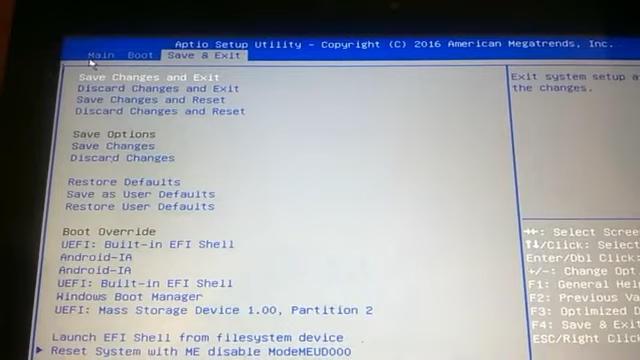 Aptio Setup Utility - Copyright (C) 2016 American Megatrends, Inc.
Main Boot Save & Exit
Save Changes and Exit
Discard Changes and Exit
Save Changes and Reset
Discard Changes and Reset
Save Options
Save Changes
Discard Changes
Restore Defaults
Save as User Defaults
Restore User Defaults
Boot Override
UEFI: Built-in EFI Shell
Android-IA
Android-IA
UEFI: Built-in EFI Shell
Windows Boot Manager
UEFI: Mass Storage Device 1.00, Partition 2
Launch EFI Shell from filesystem device
Reset System with ME disable ModeMEUD000
Exit system setup a
the changes.
: Select Scree
/Click: Select
Enter/Dbl Click:
+/-: Change Opt
F1: General Hel
F2: Previous Va
F3: Optimized D
F4: Save & Exi
ESC/Right Clic